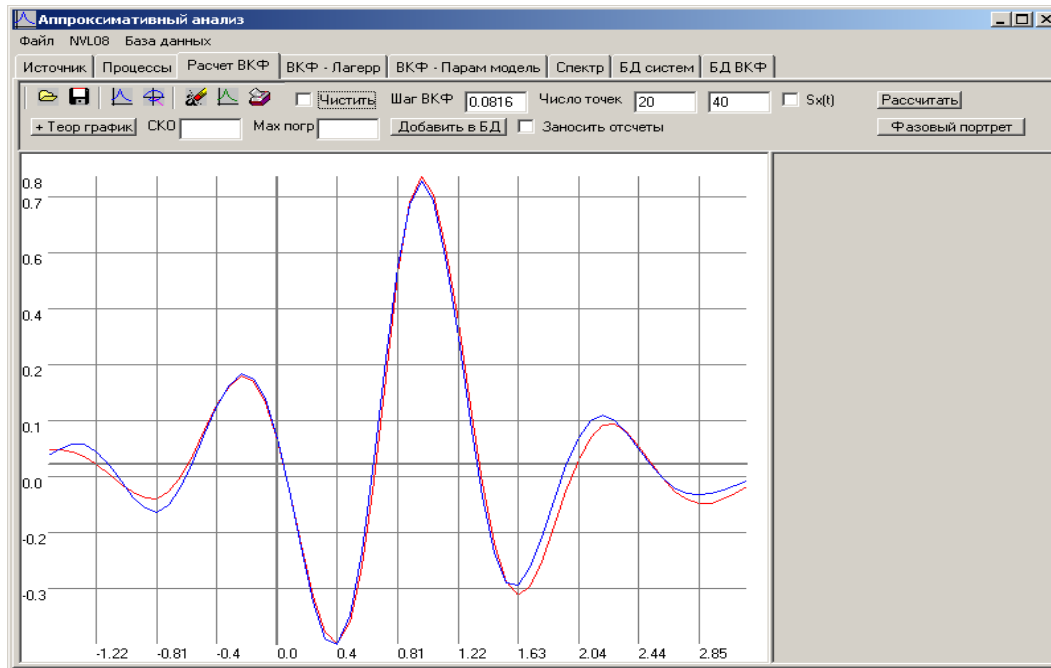 Аппроксимативный анализ
Файл NVL08 База данных
Источник Процессы Расчет ВКФ ВКФ - Лагерр ВКФ - Парам модель Спектр БД систем БД ВКФ
Чистить Шаг ВКФ 0.0816 Число точек 20 40 Sx(t) Рассчитать
+ Теор график СКО Мах погр Добавить в БД Заносить отсчеты Фазовый портрет
0.8
0.7
0.6
0.4
0.2
0.1
0.0
-0.2
-0.3
-1.22 -0.81 -0.4 0.0 0.4 0.81 1.22 1.63 2.04 2.44 2.85